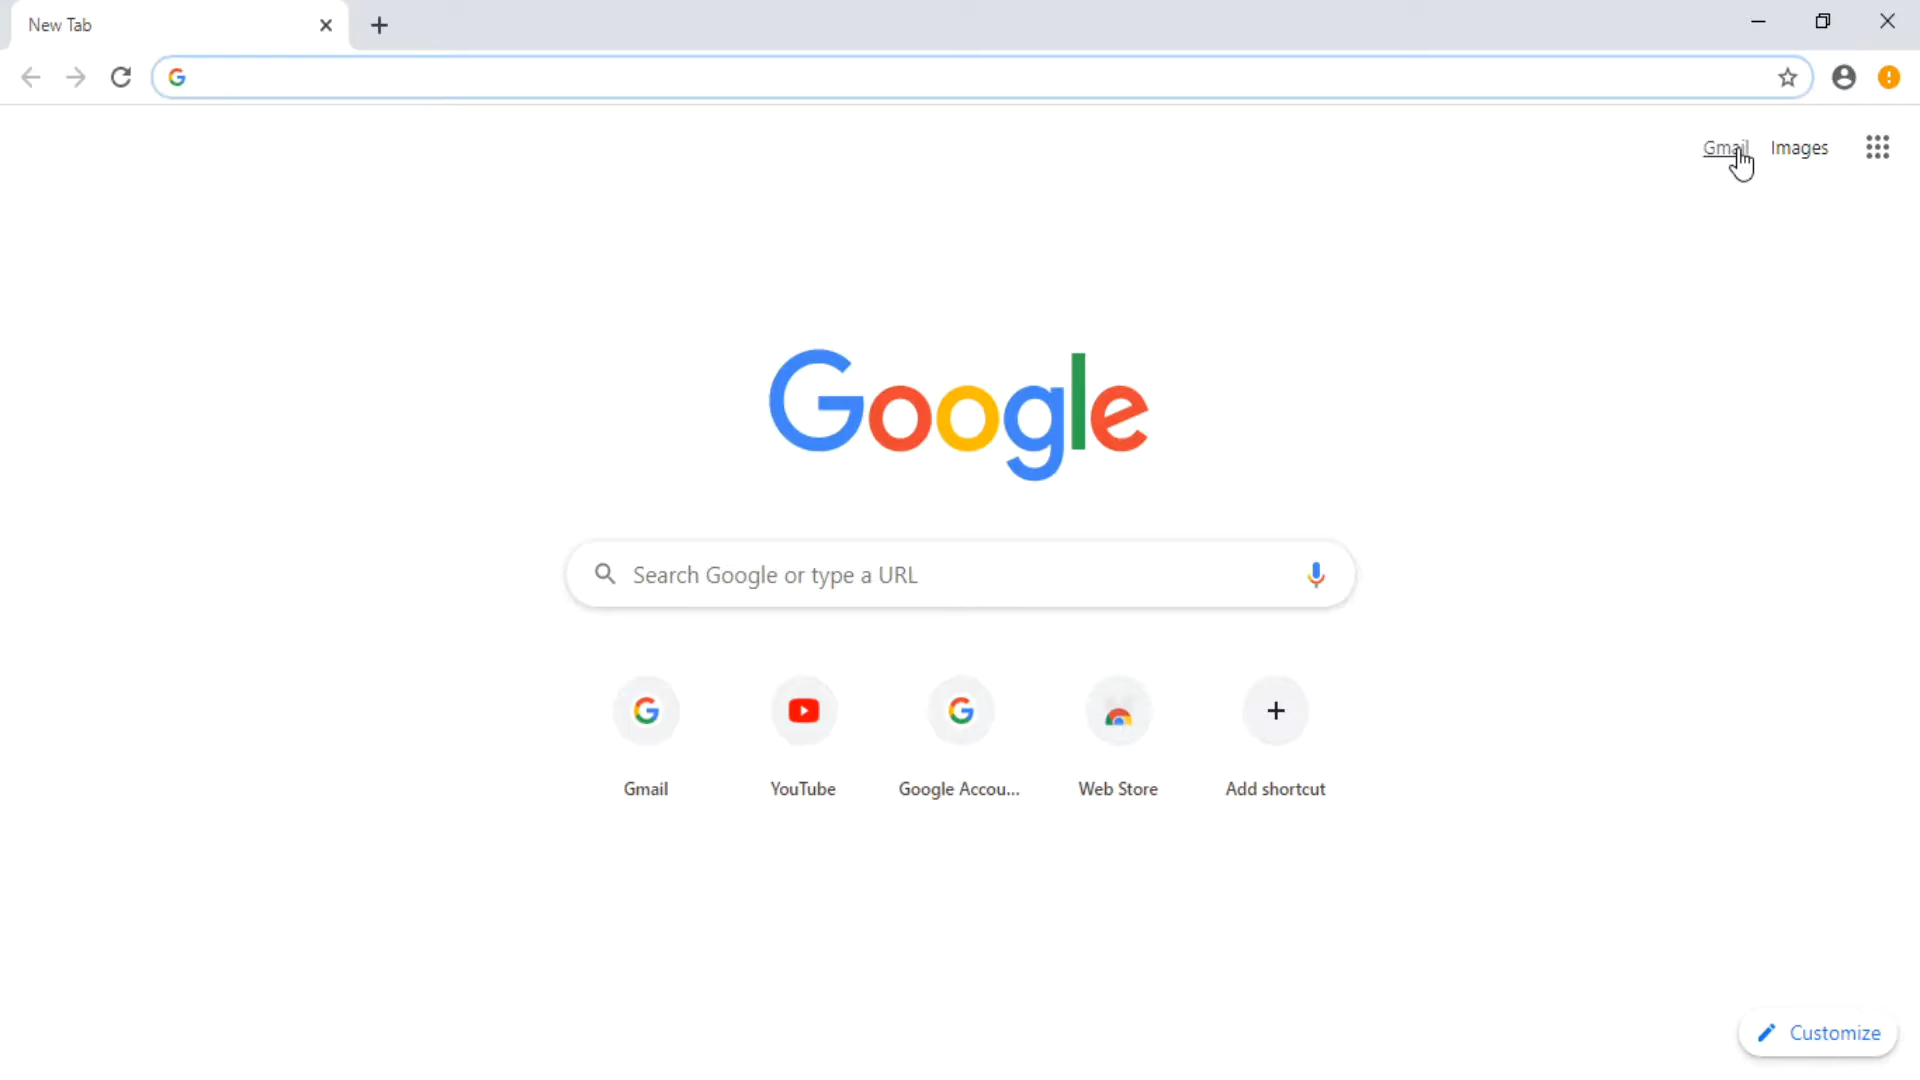 New Tab
Gmail Images
Google
Search Google or type a URL
Gmail YouTube Google Accou... Web Store Add shortcut
Customize